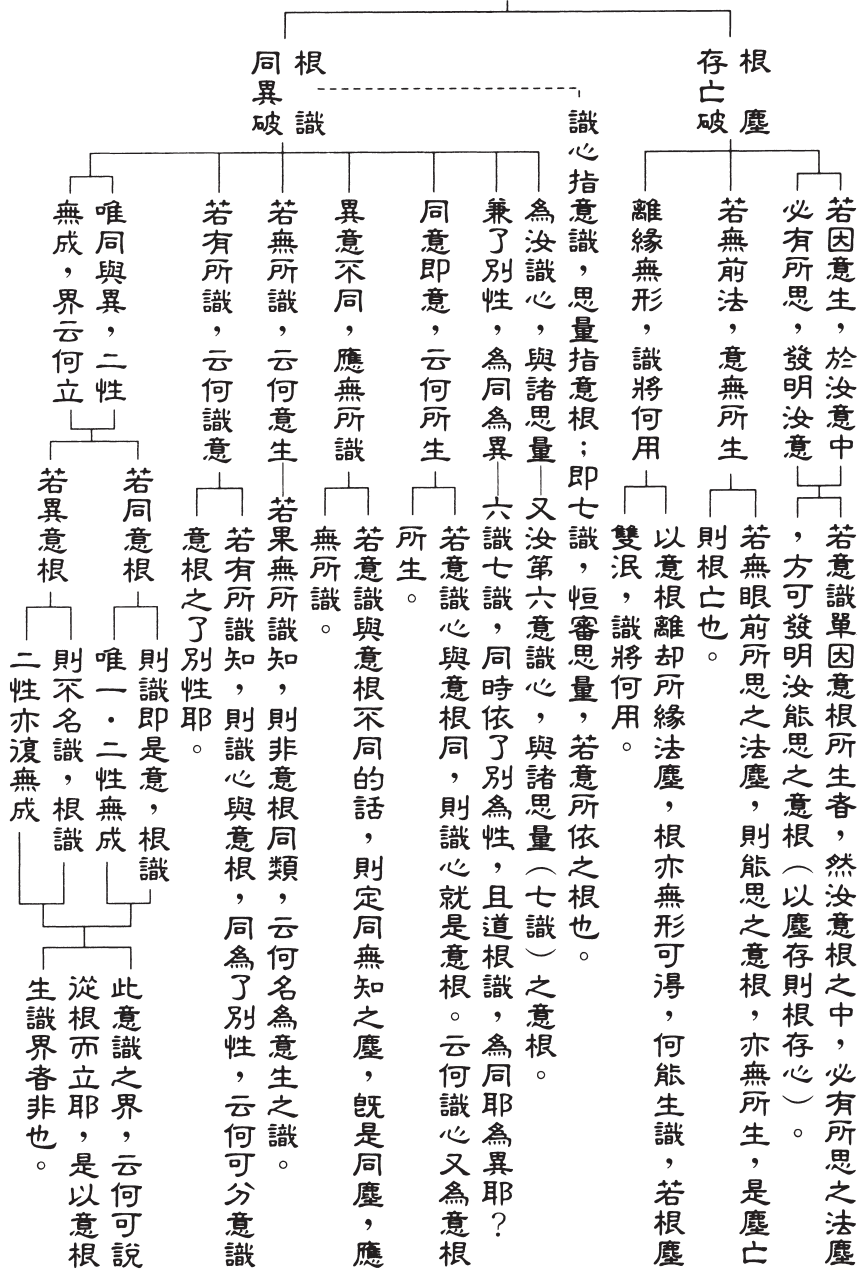 根塵
存亡破
若因意生，於汝意中
必有所思，發明汝意
若意識單因意根所生者，然汝意根之中，必有所思之法塵
，方可發明汝能思之意根（以塵存則根存心）。
若無前法，意無所生
若無眼前所思之法塵，則能思之意根，亦無所生，是塵亡
則根亡也。
離緣無形，識將何用
以意根離却所緣法塵，根亦無形可得，何能生識，若根塵
雙泯，識將何用。
根識
同異破
識心指意識，思量指意根；即七識，恒審思量，若意所依之根也。
為汝識心，與諸思量
又汝第六意識心，與諸思量（七識）之意根。
兼了別性，為同為異
六識七識，同時依了別為性，且道根識，為同耶為異耶？
同意即意，云何所生
若意識心與意根同，則識心就是意根。云何識心又為意根
所生。
異意不同，應無所識
若意識與意根不同的話，則定同無知之塵，既是同塵，應
無所識。
若無所識，云何意生
若果無所識知，則非意根同類，云何名為意生之識。
若有所識，云何識意
若有所識知，則識心與意根，同為了別性，云何可分意識
意根之了別性耶。
唯同與異，二性
無成，界云何立
若同意根
則識即是意，根識
唯一．二性無成
若異意根
則不名識，根識
二性亦復無成
此意識之界，云何可說
從根而立耶，是以意根
生識界者非也。